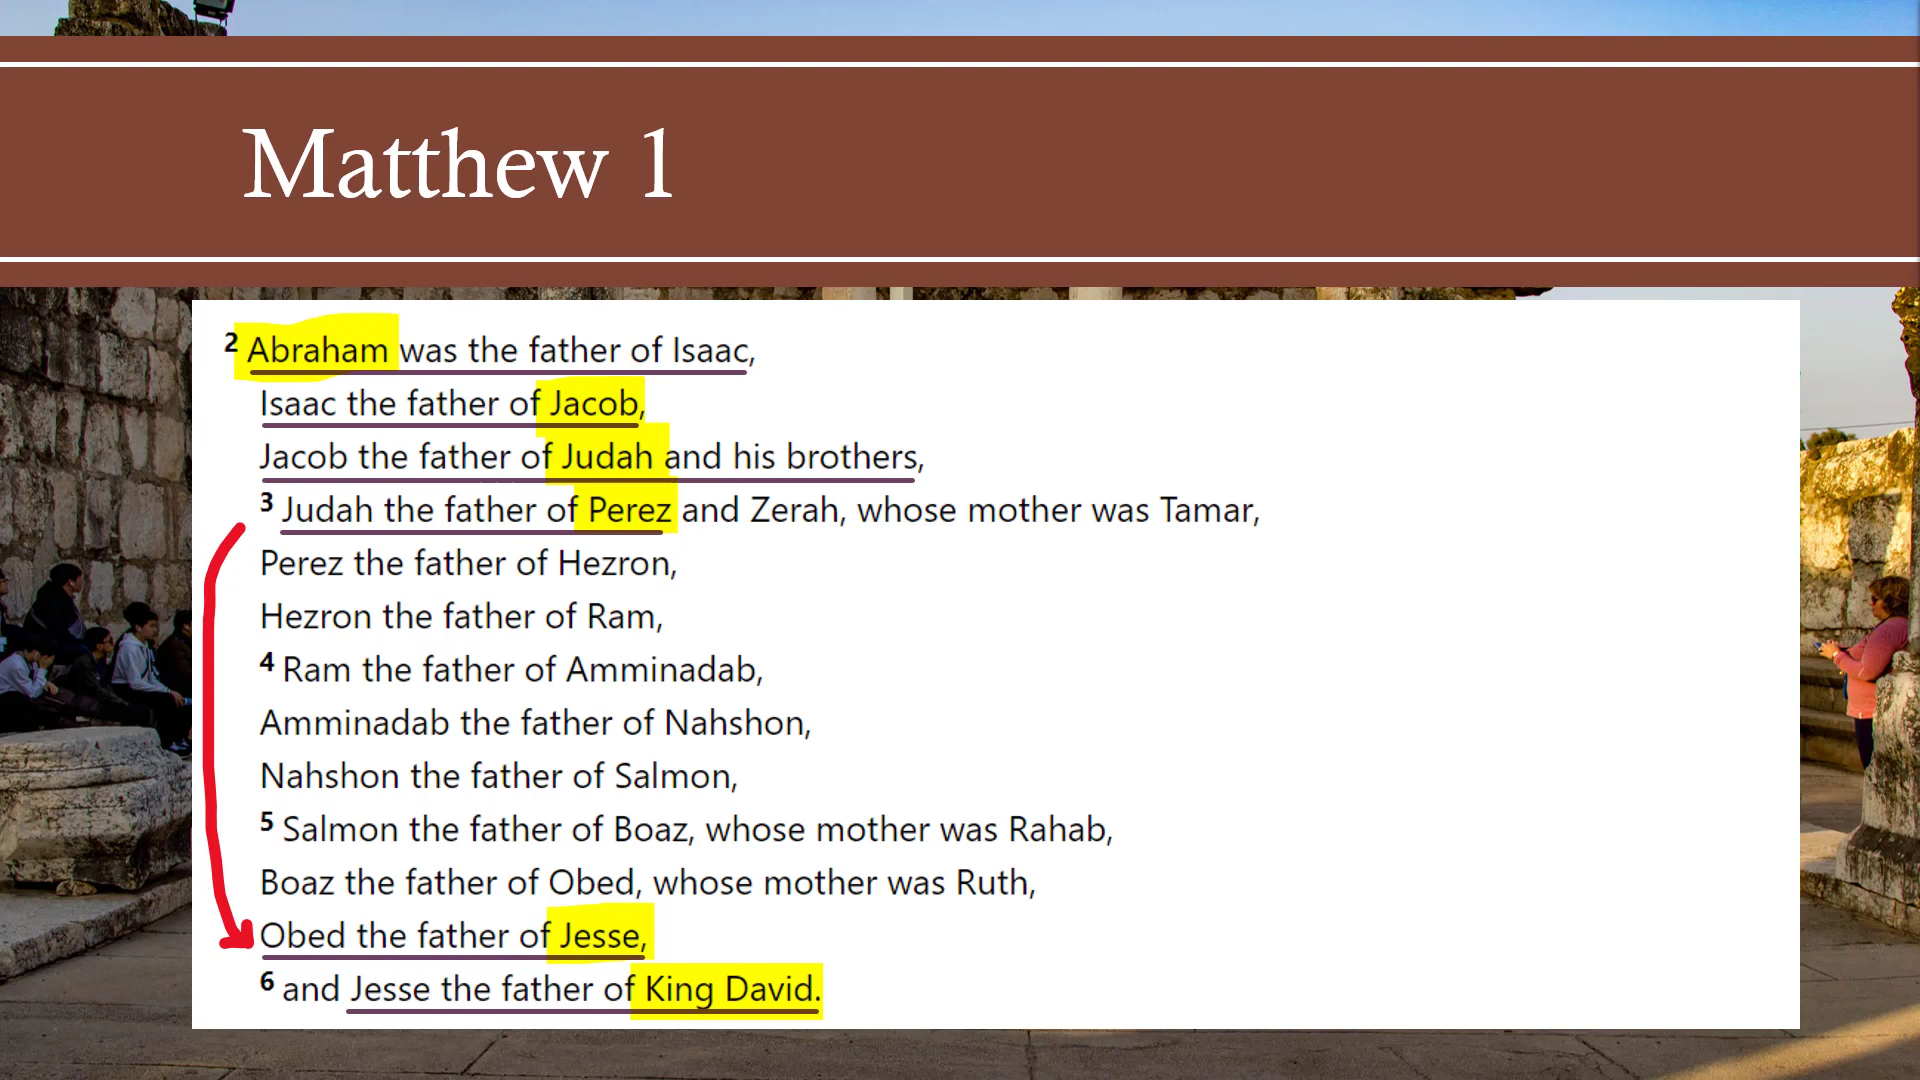 Matthew 1
2 Abraham was the father of Isaac,
Isaac the father of Jacob,
Jacob the father of Judah and his brothers,
3 Judah the father of Perez and Zerah, whose mother was Tamar,
Perez the father of Hezron,
Hezron the father of Ram,
4 Ram the father of Amminadab,
Amminadab the father of Nahshon,
Nahshon the father of Salmon,
5 Salmon the father of Boaz, whose mother was Rahab,
Boaz the father of Obed, whose mother was Ruth,
Obed the father of Jesse,
6 and Jesse the father of King David.